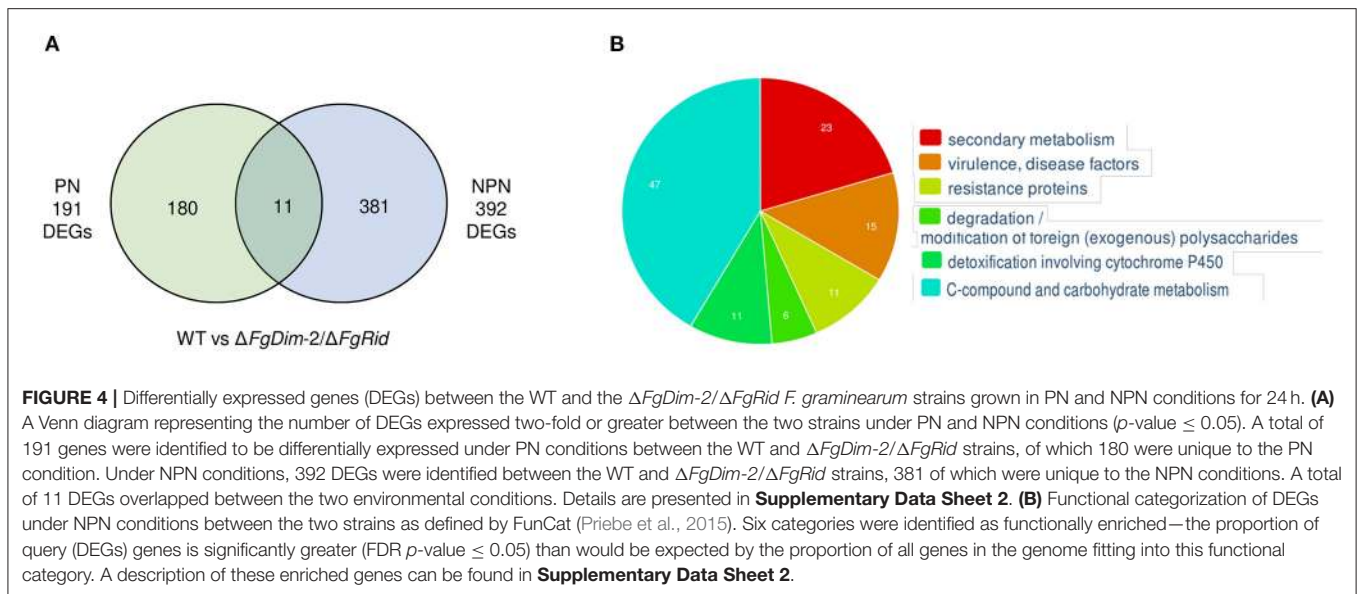 A
B
PN
191
DEGs
180
11
381
NPN
392
DEGs
WT vs ΔFgDim-2/ΔFgRid
23
15
11
6
11
47
secondary metabolism
virulence, disease factors
resistance proteins
degradation /
modification of foreign (exogenous) polysaccharides
detoxification involving cytochrome P450
C-compound and carbohydrate metabolism
FIGURE 4 | Differentially expressed genes (DEGs) between the WT and the ΔFgDim-2/ΔFgRid F. graminearum strains grown in PN and NPN conditions for 24 h. (A)
A Venn diagram representing the number of DEGs expressed two-fold or greater between the two strains under PN and NPN conditions (p-value ≤ 0.05). A total of
191 genes were identified to be differentially expressed under PN conditions between the WT and ΔFgDim-2/ΔFgRid strains, of which 180 were unique to the PN
condition. Under NPN conditions, 392 DEGs were identified between the WT and ΔFgDim-2/ΔFgRid strains, 381 of which were unique to the NPN conditions. A total
of 11 DEGs overlapped between the two environmental conditions. Details are presented in Supplementary Data Sheet 2. (B) Functional categorization of DEGs
under NPN conditions between the two strains as defined by FunCat (Priebe et al., 2015). Six categories were identified as functionally enriched—the proportion of
query (DEGs) genes is significantly greater (FDR p-value ≤ 0.05) than would be expected by the proportion of all genes in the genome fitting into this functional
category. A description of these enriched genes can be found in Supplementary Data Sheet 2.